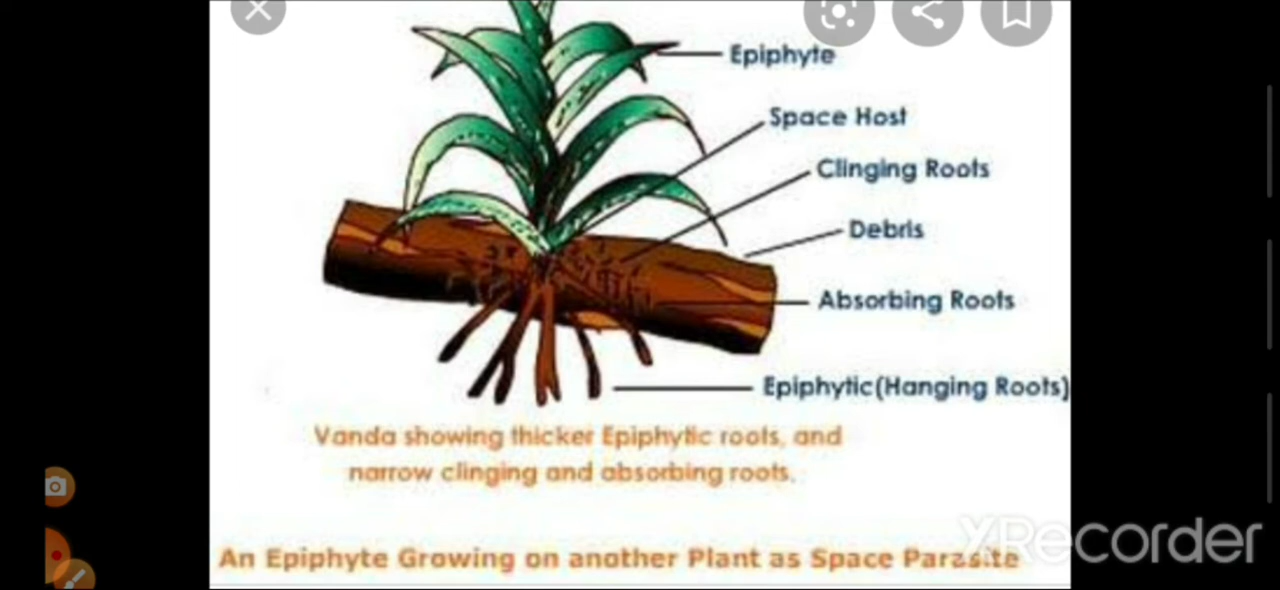 Epiphyte
Space Host
Clinging Roots
Debris
Absorbing Roots
Epiphytic(Hanging Roots)
Vanda showing thicker Epiphytic roots, and
narrow clinging and absorbing roots.
An Epiphyte Growing on another Plant as Space Parasite
XRecorder